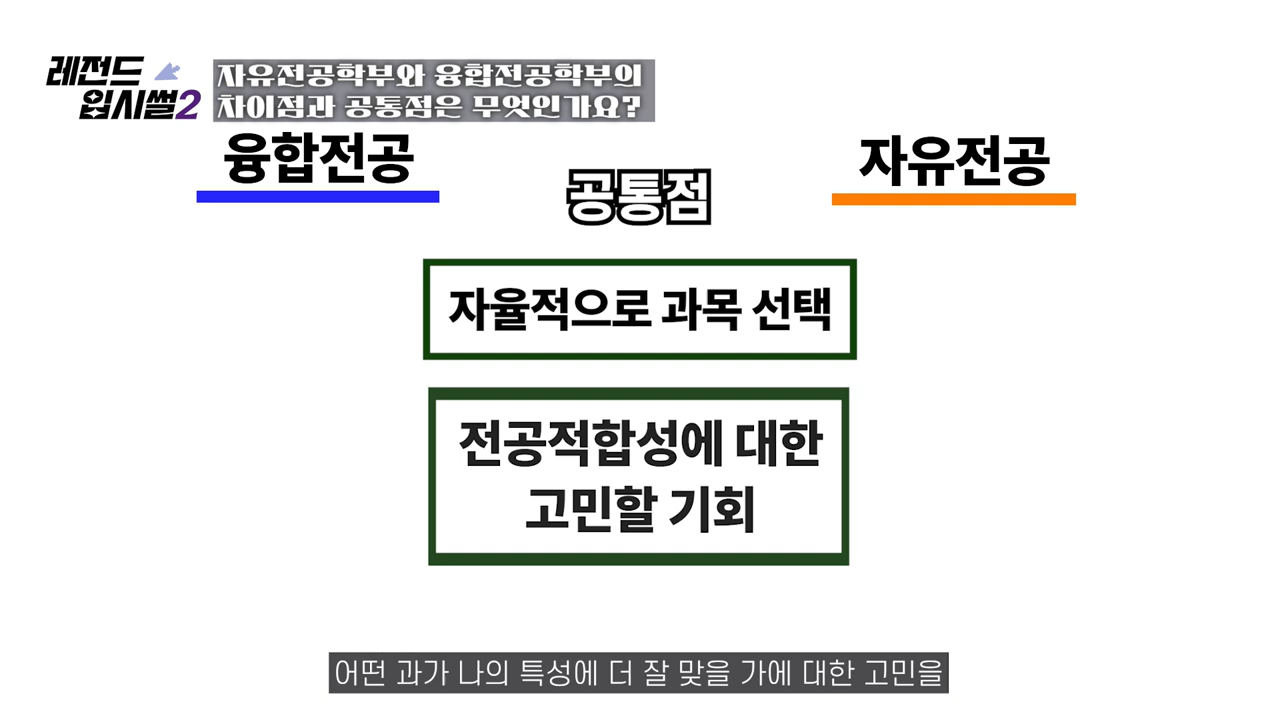 레전드
입시썰2
자유전공학부와 융합전공학부의
차이점과 공통점은 무엇인가요?
융합전공
공통점
자유전공
자율적으로 과목 선택
전공적합성에 대한
고민할 기회
어떤 과가 나의 특성에 더 잘 맞을 가에 대한 고민을